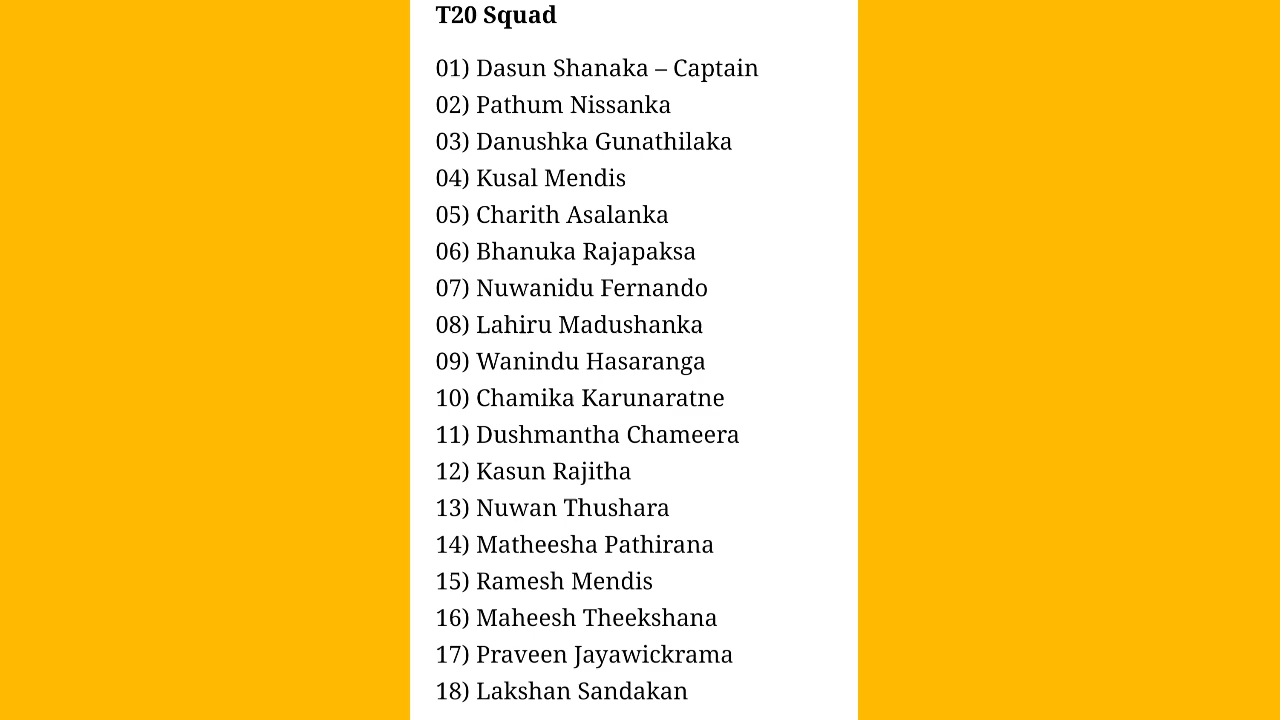 T20 Squad
01) Dasun Shanaka – Captain
02) Pathum Nissanka
03) Danushka Gunathilaka
04) Kusal Mendis
05) Charith Asalanka
06) Bhanuka Rajapaksa
07) Nuwanidu Fernando
08) Lahiru Madushanka
09) Wanindu Hasaranga
10) Chamika Karunaratne
11) Dushmantha Chameera
12) Kasun Rajitha
13) Nuwan Thushara
14) Matheesha Pathirana
15) Ramesh Mendis
16) Maheesh Theekshana
17) Praveen Jayawickrama
18) Lakshan Sandakan